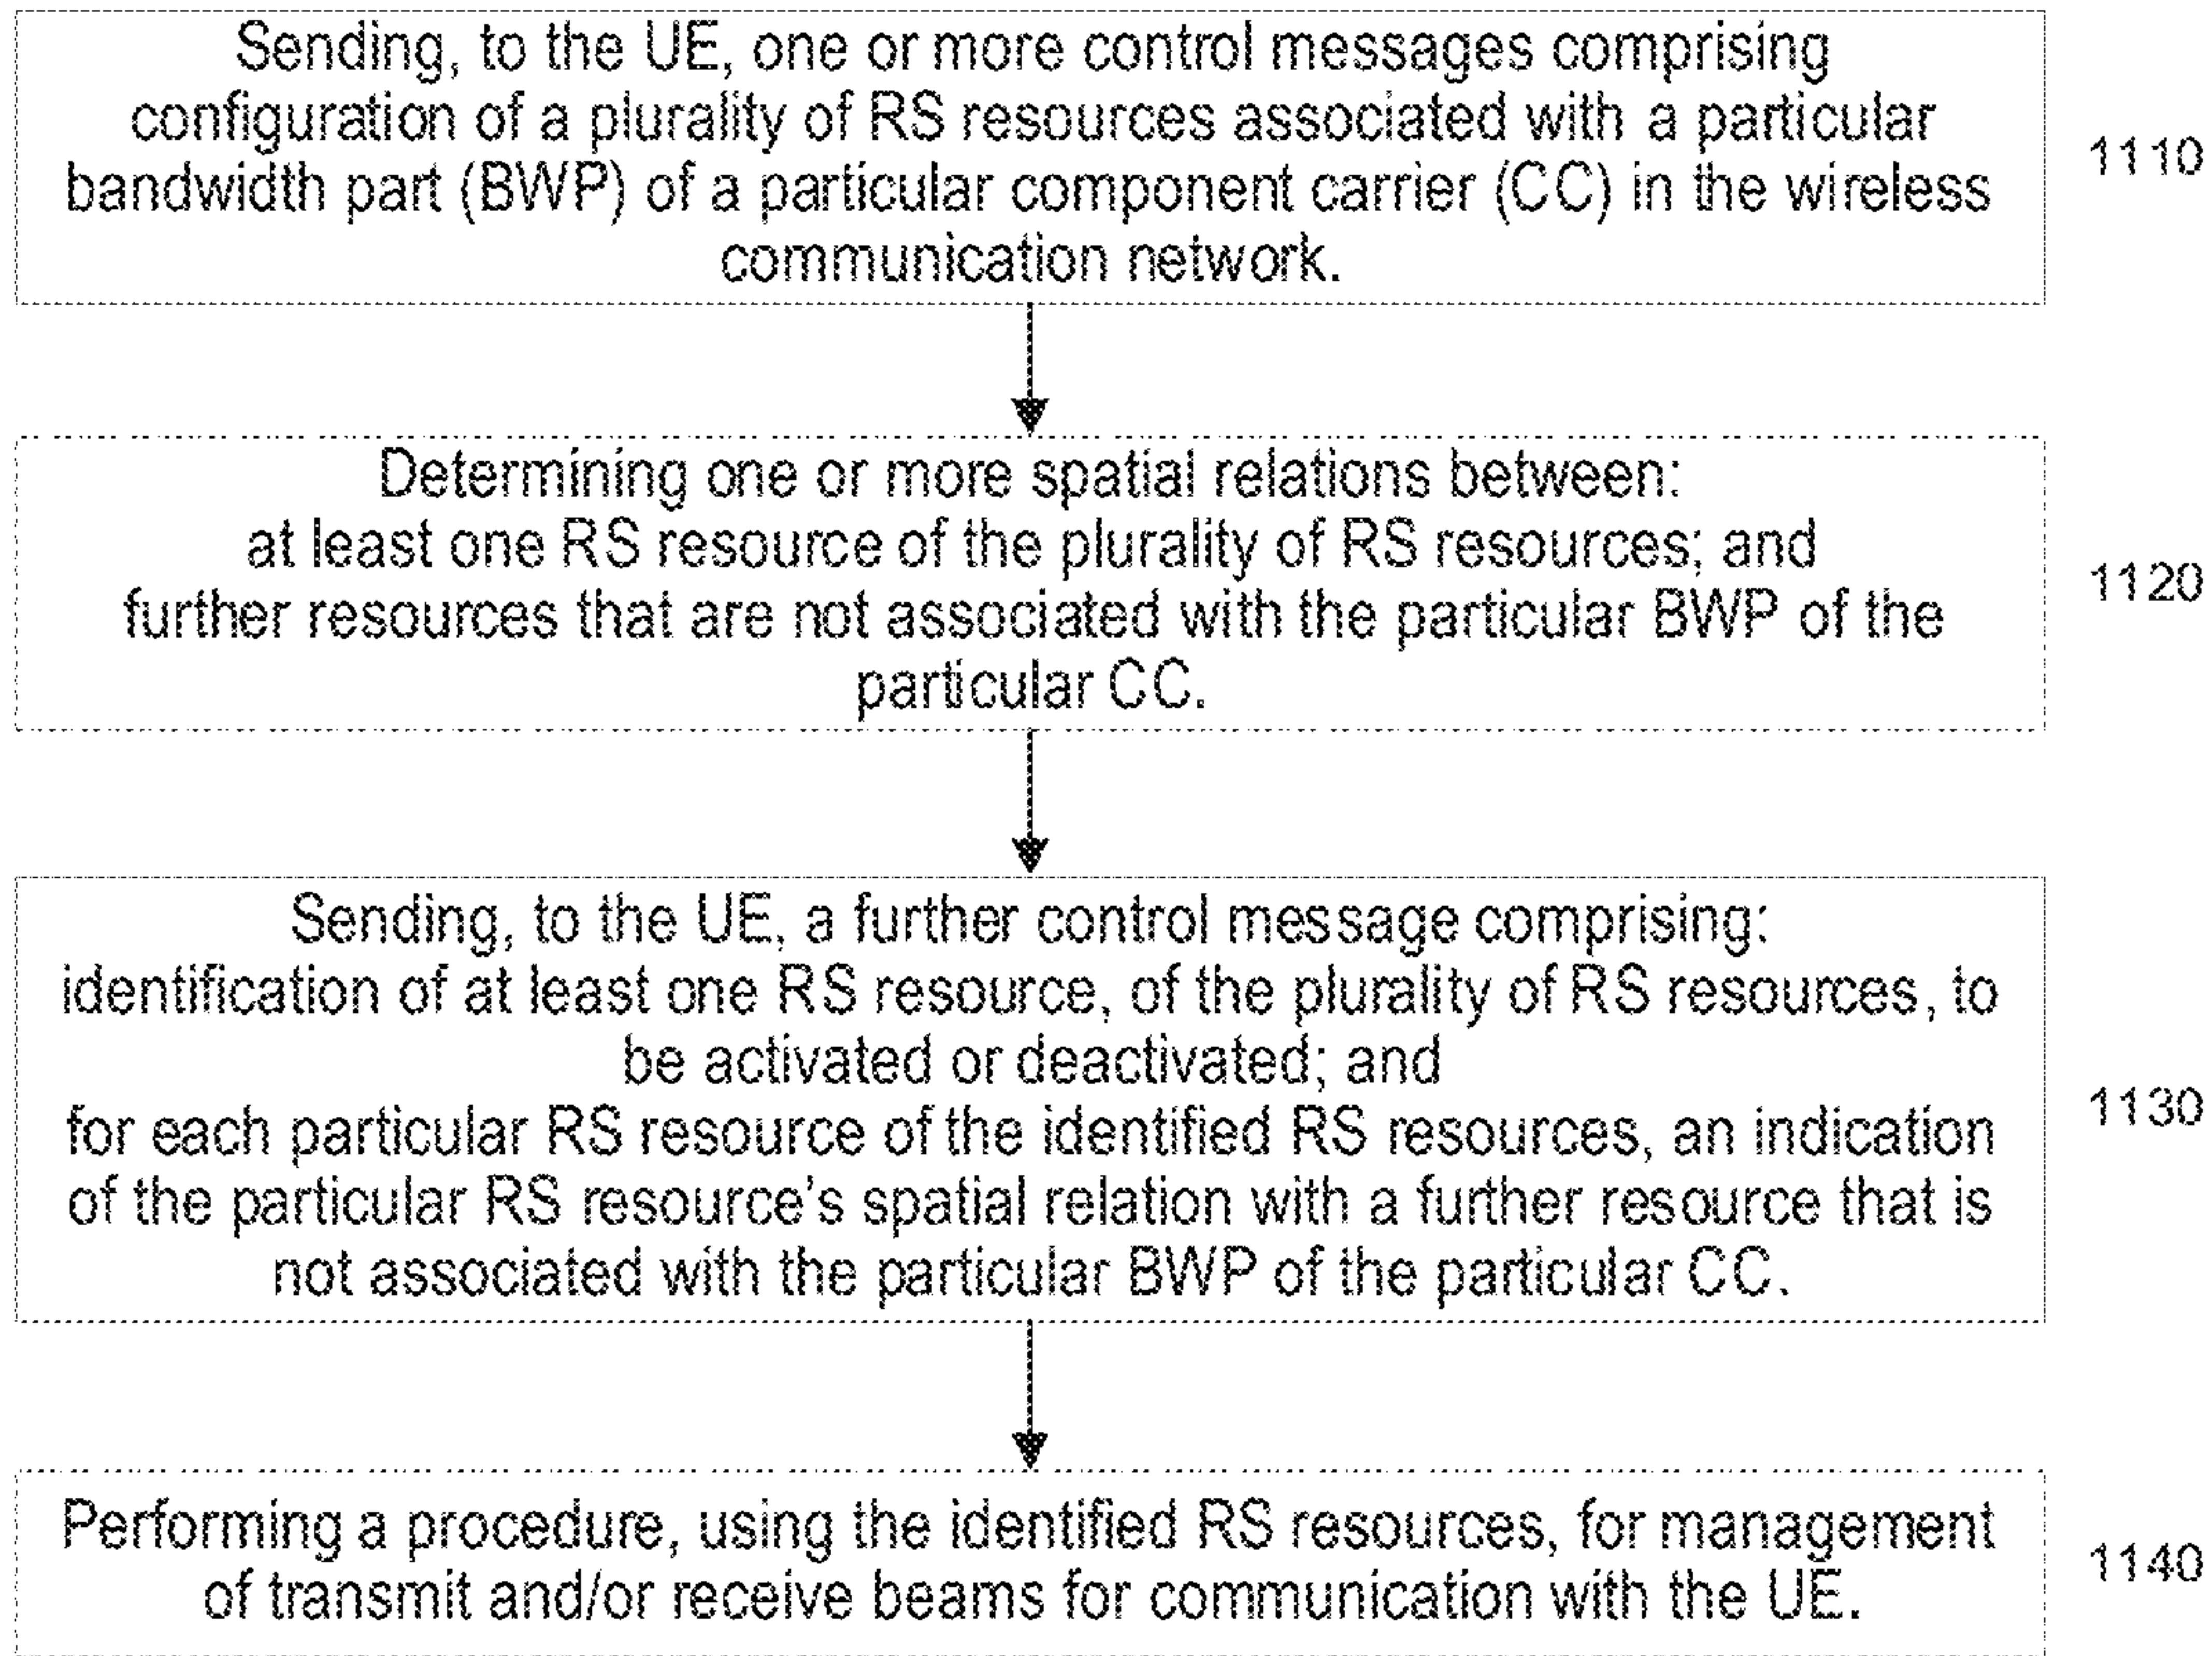 Sending, to the UE, one or more control messages comprising
configuration of a plurality of RS resources associated with a particular
bandwidth part (BWP) of a particular component carrier (CC) in the wireless
communication network.
1110
Determining one or more spatial relations between:
at least one RS resource of the plurality of RS resources; and
further resources that are not associated with the particular BWP of the
particular CC.
1120
Sending, to the UE, a further control message comprising:
identification of at least one RS resource, of the plurality of RS resources, to
be activated or deactivated; and
for each particular RS resource of the identified RS resources, an indication
of the particular RS resource's spatial relation with a further resource that is
not associated with the particular BWP of the particular CC.
1130
Performing a procedure, using the identified RS resources, for management
of transmit and/or receive beams for communication with the UE.
1140